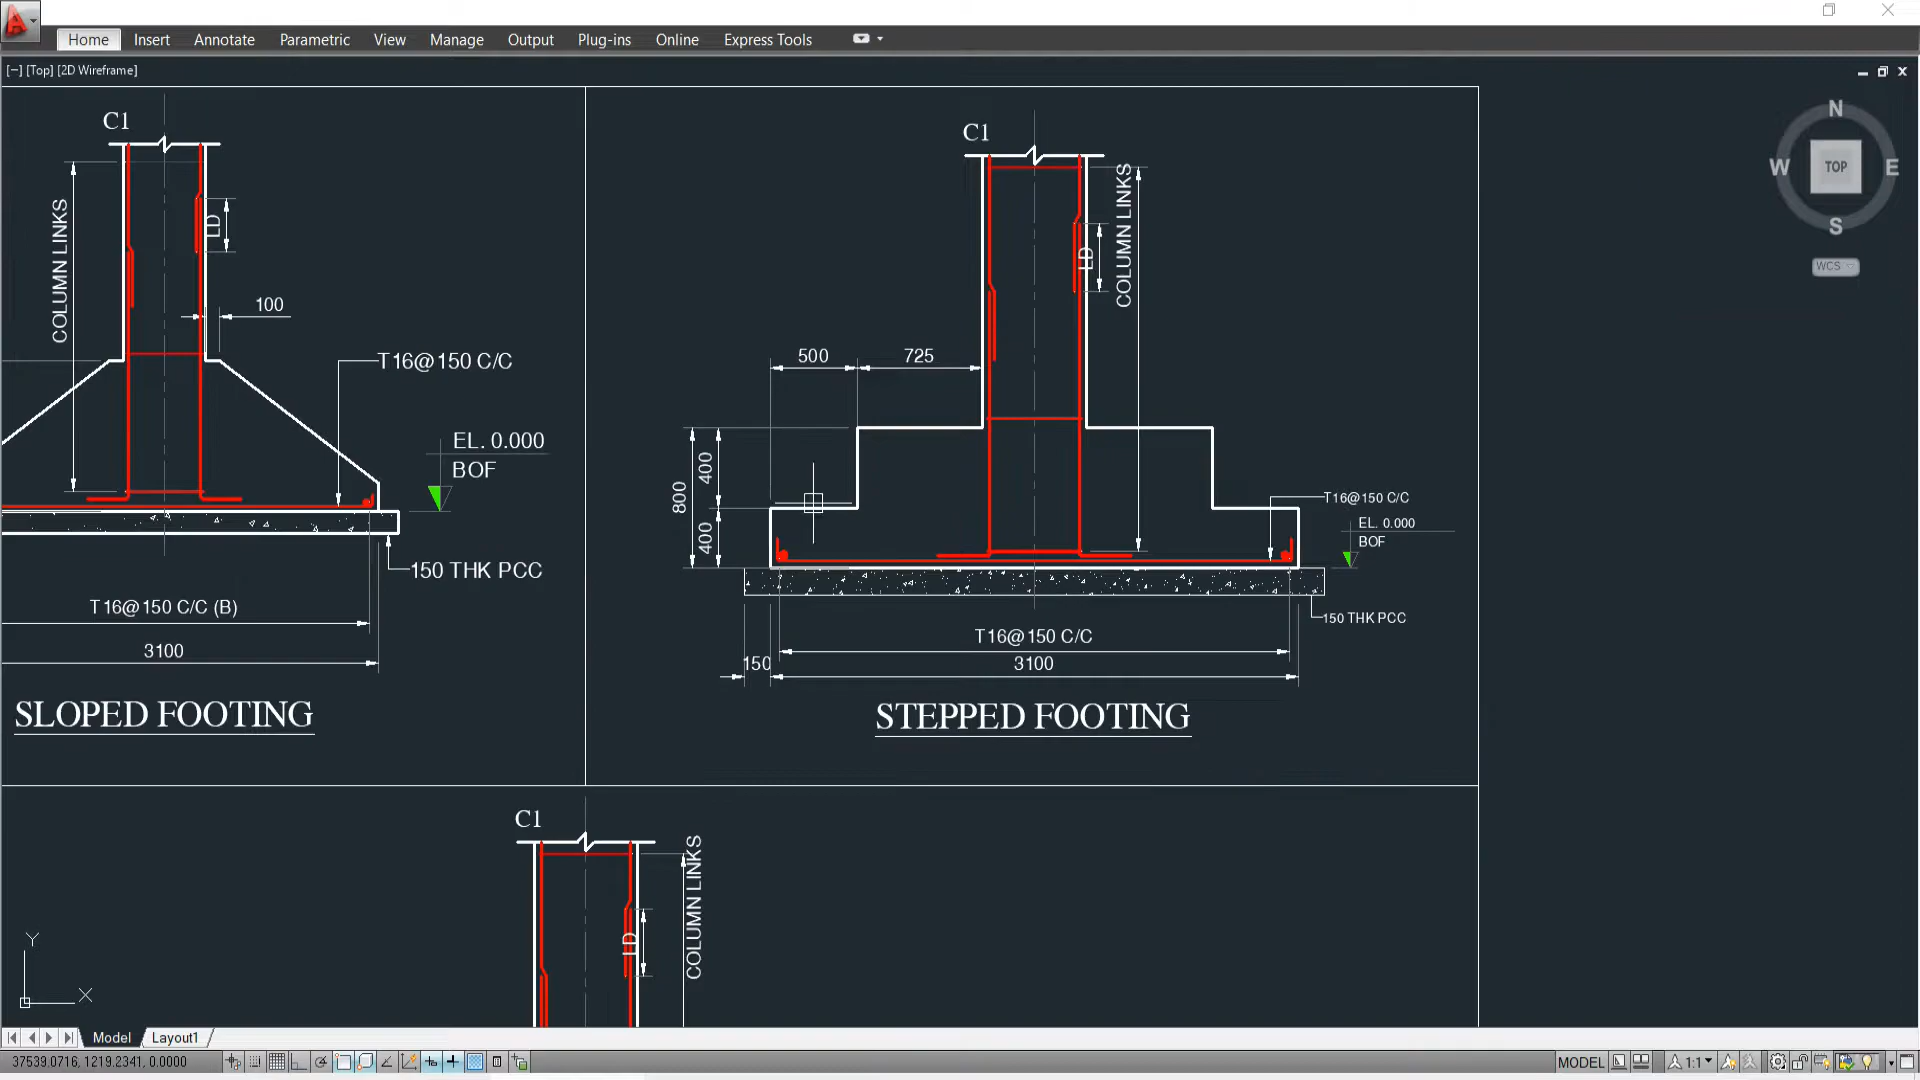 Home Insert Annotate Parametric View Manage Output Plug-ins Online Express Tools
[−] [Top] [2D Wireframe]
C1
COLUMN LINKS
LD
100
T16@150 C/C
EL. 0.000
BOF
150 THK PCC
T16@150 C/C (B)
3100
SLOPED FOOTING
C1
COLUMN LINKS
LD
500
725
800
400
400
T16@150 C/C
EL. 0.000
BOF
150 THK PCC
T16@150 C/C
150
3100
STEPPED FOOTING
C1
COLUMN LINKS
LD
N
W
TOP
E
S
WCS
Y
X
Model Layout1
37539.0716, 1219.2341, 0.0000
MODEL
1:1